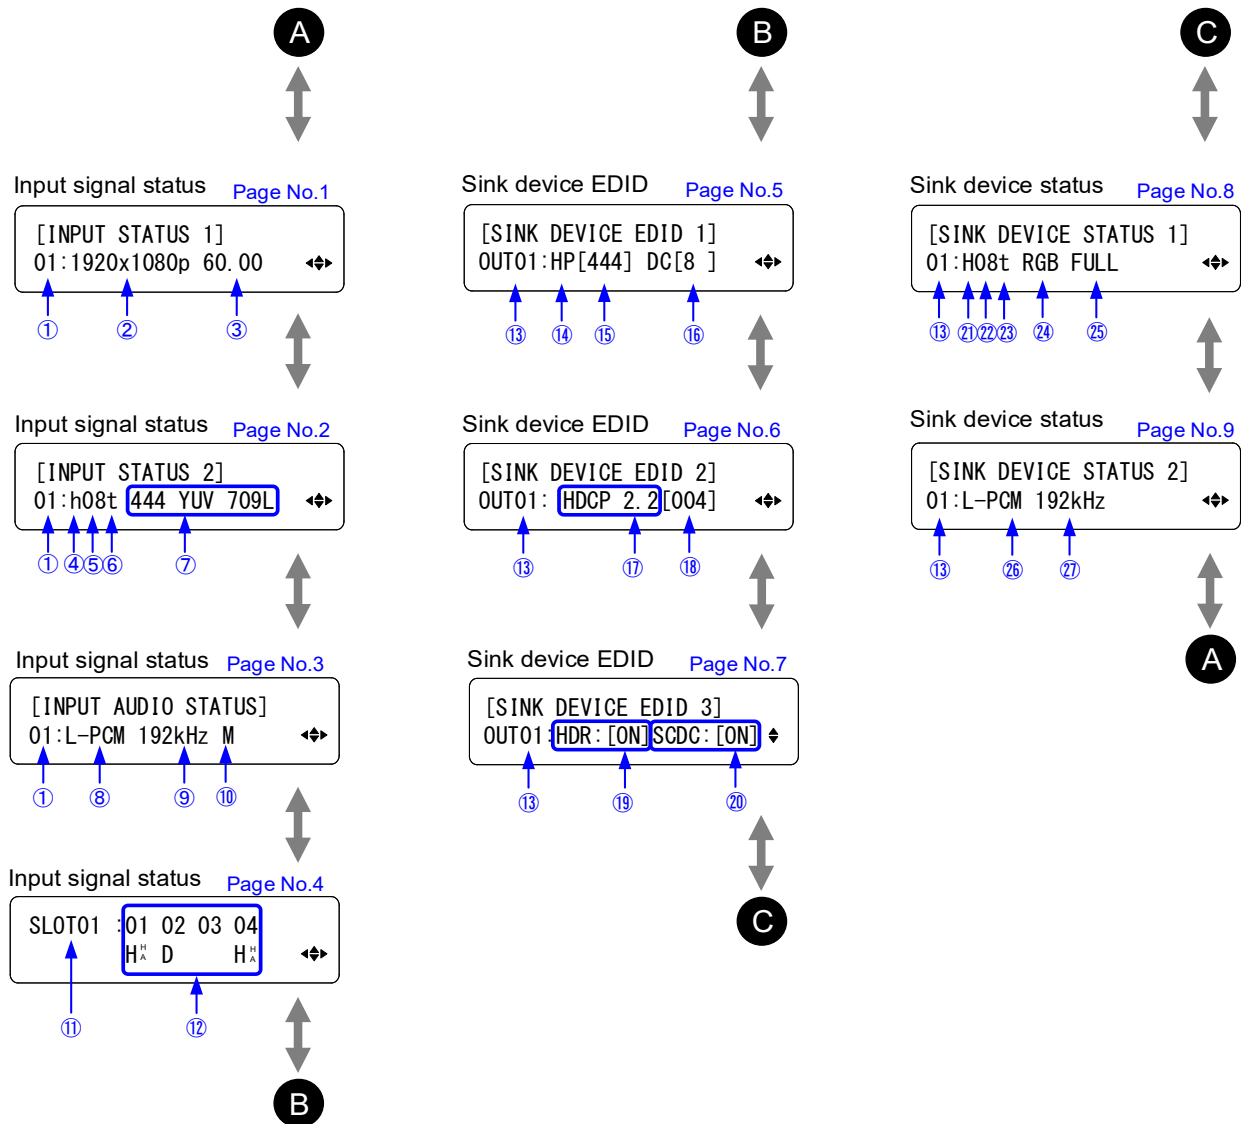 A
Input signal status Page No.1
[INPUT STATUS 1]
01:1920x1080p 60.00
① ② ③
Input signal status Page No.2
[INPUT STATUS 2]
01:h08t 444 YUV 709L
① ④⑤⑥ ⑦
Input signal status Page No.3
[INPUT AUDIO STATUS]
01:L-PCM 192kHz M
① ⑧ ⑨ ⑩
Input signal status Page No.4
SLOT01 :01 02 03 04
H HA D H HA
⑪ ⑫
B
B
Sink device EDID Page No.5
[SINK DEVICE EDID 1]
OUT01:HP[444] DC[8 ]
⑬ ⑭ ⑮ ⑯
Sink device EDID Page No.6
[SINK DEVICE EDID 2]
OUT01: HDCP 2.2[004]
⑬ ⑰ ⑱
Sink device EDID Page No.7
[SINK DEVICE EDID 3]
OUT01:HDR:[ON]SCDC:[ON]
⑬ ⑲ ⑳
C
C
Sink device status Page No.8
[SINK DEVICE STATUS 1]
01:H08t RGB FULL
⑬ ㉑㉒㉓ ㉔ ㉕
Sink device status Page No.9
[SINK DEVICE STATUS 2]
01:L-PCM 192kHz
⑬ ㉖ ㉗
A